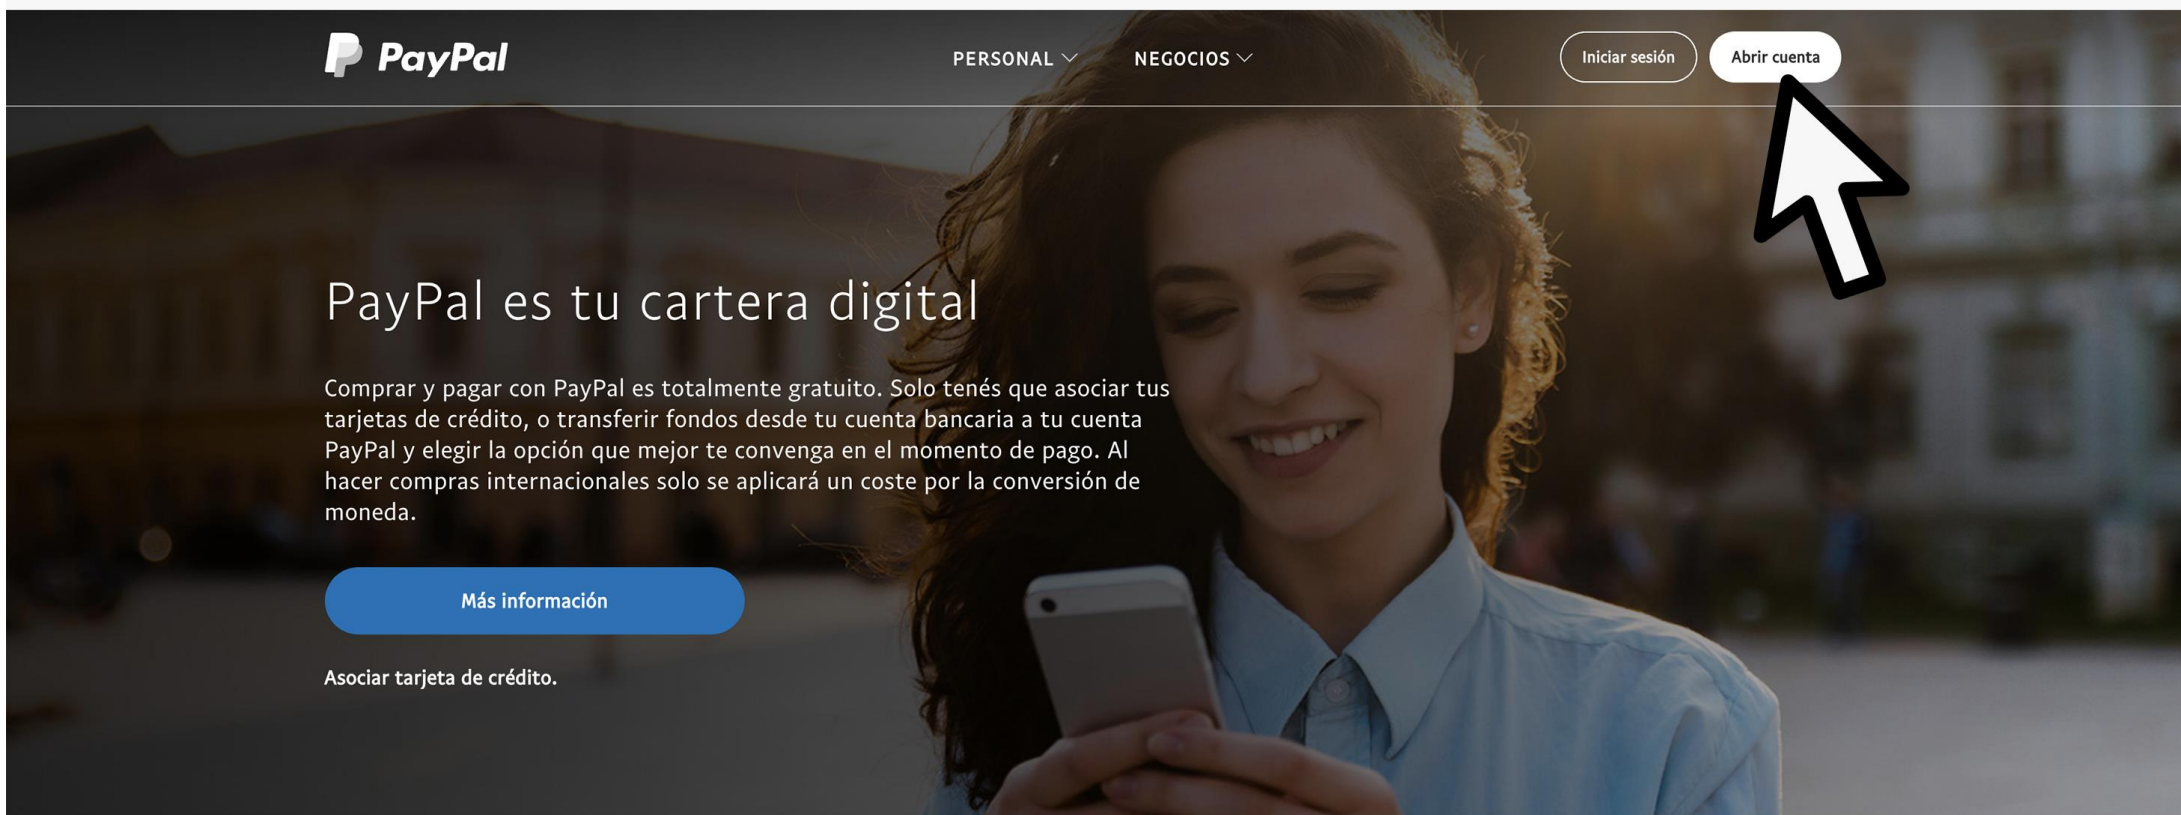 PayPal
PERSONAL
NEGOCIOS
Iniciar sesión
Abrir cuenta
PayPal es tu cartera digital
Comprar y pagar con PayPal es totalmente gratuito. Solo tenés que asociar tus
tarjetas de crédito, o transferir fondos desde tu cuenta bancaria a tu cuenta
PayPal y elegir la opción que mejor te convenga en el momento de pago. Al
hacer compras internacionales solo se aplicará un coste por la conversión de
moneda.
Más información
Asociar tarjeta de crédito.